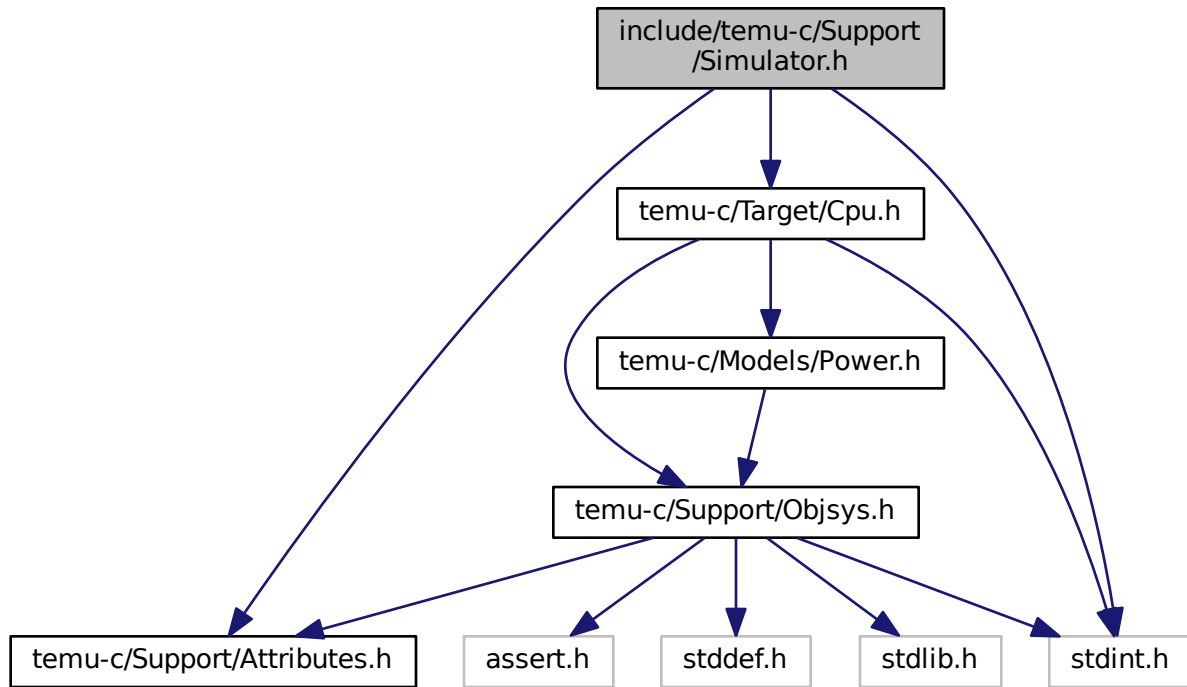 include/temu-c/Support
/Simulator.h
temu-c/Target/Cpu.h
temu-c/Models/Power.h
temu-c/Support/Objsys.h
temu-c/Support/Attributes.h
assert.h
stddef.h
stdlib.h
stdint.h